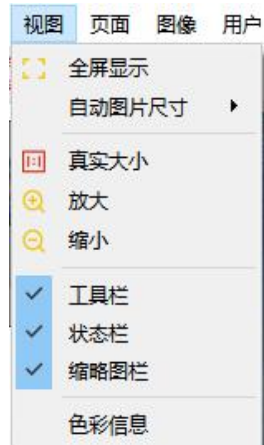 视图 页面 图像 用户
全屏显示
自动图片尺寸
1:1 真实大小
放大
缩小
工具栏
状态栏
缩略图栏
色彩信息